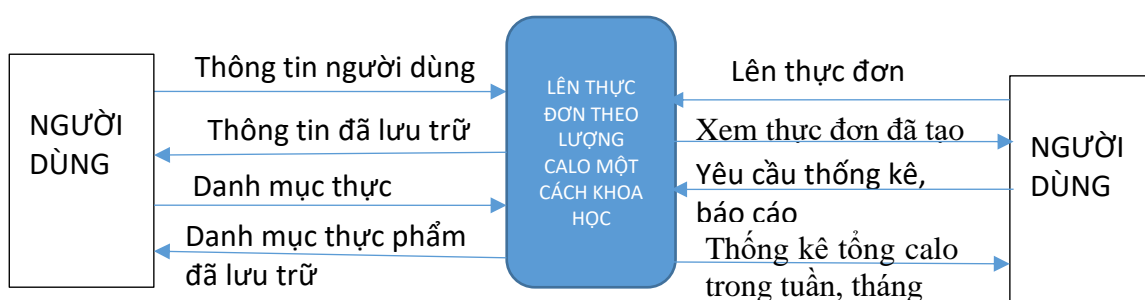 NGƯỜI
DÙNG
Thông tin người dùng
Thông tin đã lưu trữ
Danh mục thực
Danh mục thực phẩm
đã lưu trữ
LÊN THỰC
ĐƠN THEO
LƯỢNG
CALO MỘT
CÁCH KHOA
HỌC
Lên thực đơn
Xem thực đơn đã tạo
Yêu cầu thống kê,
báo cáo
Thống kê tổng calo
trong tuần, tháng
NGƯỜI
DÙNG